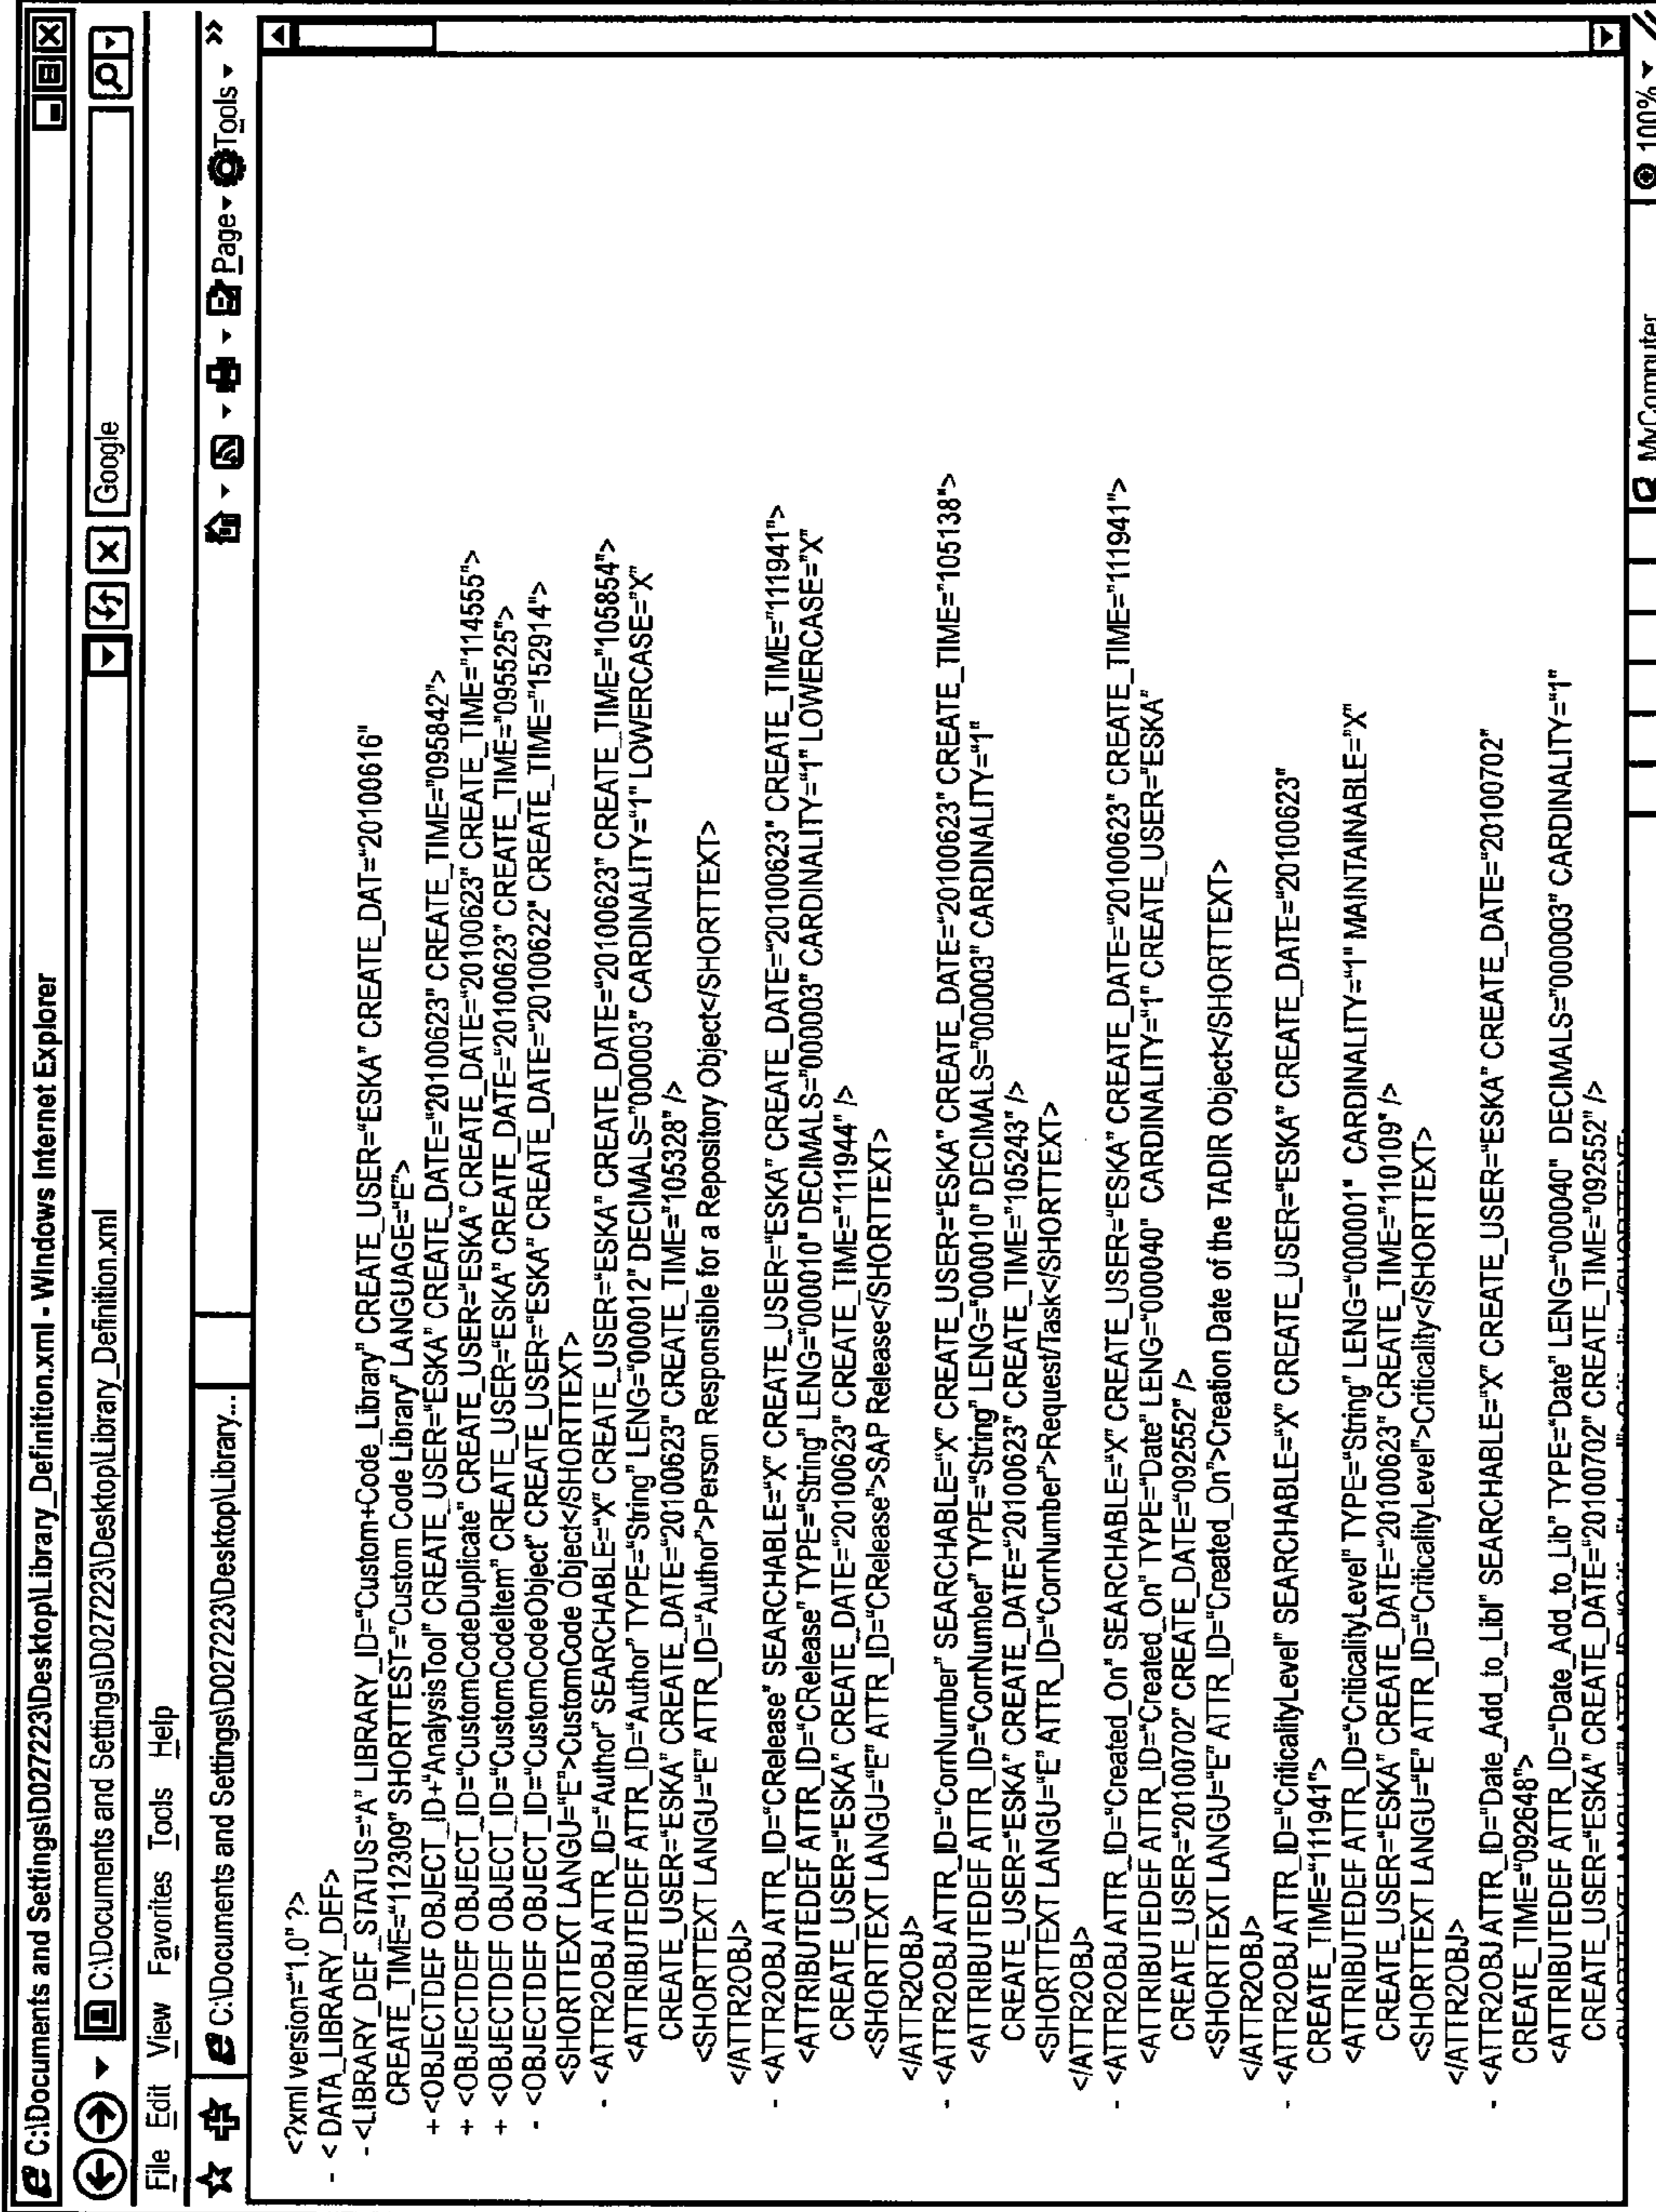 C:\Documents and Settings\D027223\Desktop\Library_Definition.xml - Windows Internet Explorer
C:\Documents and Settings\D027223\Desktop\Library_Definition.xml
Google
File Edit View Favorites Tools Help
C:\Documents and Settings\D027223\Desktop\Library...
Page Tools »
<?xml version="1.0" ?>
- < DATA_LIBRARY_DEF>
- <LIBRARY_DEF_STATUS="A" LIBRARY_ID="Custom+Code_Library" CREATE_USER="ESKA" CREATE_DAT="20100616"
CREATE_TIME="112309" SHORTTEST="Custom Code Library" LANGUAGE="E">
+ <OBJECTDEF OBJECT_ID+"AnalysisTool" CREATE_USER="ESKA" CREATE_DATE="20100623" CREATE_TIME="095842">
+ <OBJECTDEF OBJECT_ID="CustomCodeDuplicate" CREATE_USER="ESKA" CREATE_DATE="20100623" CREATE_TIME="114555">
+ <OBJECTDEF OBJECT_ID="CustomCodeItem" CREATE_USER="ESKA" CREATE_DATE="20100623" CREATE_TIME="095525">
- <OBJECTDEF OBJECT_ID="CustomCodeObject" CREATE_USER="ESKA" CREATE_DATE="20100622" CREATE_TIME="152914">
<SHORTTEXT LANGU="E">CustomCode Object</SHORTTEXT>
- <ATTR2OBJ ATTR_ID="Author" SEARCHABLE="X" CREATE_USER="ESKA" CREATE_DATE="20100623" CREATE_TIME="105854">
<ATTRIBUTEDEF ATTR_ID="Author" TYPE="String" LENG="000012" DECIMALS="000003" CARDINALITY="1" LOWERCASE="X"
CREATE_USER="ESKA" CREATE_DATE="20100623" CREATE_TIME="105328" />
<SHORTTEXT LANGU="E" ATTR_ID="Author">Person Responsible for a Repository Object</SHORTTEXT>
</ATTR2OBJ>
- <ATTR2OBJ ATTR_ID="CRelease" SEARCHABLE="X" CREATE_USER="ESKA" CREATE_DATE="20100623" CREATE_TIME="111941">
<ATTRIBUTEDEF ATTR_ID="CRelease" TYPE="String" LENG="000010" DECIMALS="000003" CARDINALITY="1" LOWERCASE="X"
CREATE_USER="ESKA" CREATE_DATE="20100623" CREATE_TIME="111944" />
<SHORTTEXT LANGU="E" ATTR_ID="CRelease">SAP Release</SHORTTEXT>
</ATTR2OBJ>
- <ATTR2OBJ ATTR_ID="CorrNumber" SEARCHABLE="X" CREATE_USER="ESKA" CREATE_DATE="20100623" CREATE_TIME="105138">
<ATTRIBUTEDEF ATTR_ID="CorrNumber" TYPE="String" LENG="000010" DECIMALS="000003" CARDINALITY="1"
CREATE_USER="ESKA" CREATE_DATE="20100623" CREATE_TIME="105243" />
<SHORTTEXT LANGU="E" ATTR_ID="CorrNumber">Request/Task</SHORTTEXT>
</ATTR2OBJ>
- <ATTR2OBJ ATTR_ID="Created_On" SEARCHABLE="X" CREATE_USER="ESKA" CREATE_DATE="20100623" CREATE_TIME="111941">
<ATTRIBUTEDEF ATTR_ID="Created_On" TYPE="Date" LENG="000040" CARDINALITY="1" CREATE_USER="ESKA"
CREATE_USER="20100702" CREATE_DATE="092552" />
<SHORTTEXT LANGU="E" ATTR_ID="Created_On">Creation Date of the TADIR Object</SHORTTEXT>
</ATTR2OBJ>
- <ATTR2OBJ ATTR_ID="CriticalityLevel" SEARCHABLE="X" CREATE_USER="ESKA" CREATE_DATE="20100623"
CREATE_TIME="111941">
<ATTRIBUTEDEF ATTR_ID="CriticalityLevel" TYPE="String" LENG="000001" CARDINALITY="1" MAINTAINABLE="X"
CREATE_USER="ESKA" CREATE_DATE="20100623" CREATE_TIME="110109" />
<SHORTTEXT LANGU="E" ATTR_ID="CriticalityLevel">Criticality</SHORTTEXT>
</ATTR2OBJ>
- <ATTR2OBJ ATTR_ID="Date_Add_to_Libl" SEARCHABLE="X" CREATE_USER="ESKA" CREATE_DATE="20100702"
CREATE_TIME="092648">
<ATTRIBUTEDEF ATTR_ID="Date_Add_to_Lib" TYPE="Date" LENG="000040" DECIMALS="000003" CARDINALITY="1"
CREATE_USER="ESKA" CREATE_DATE="20100702" CREATE_TIME="092552" />
MyComputer
100%